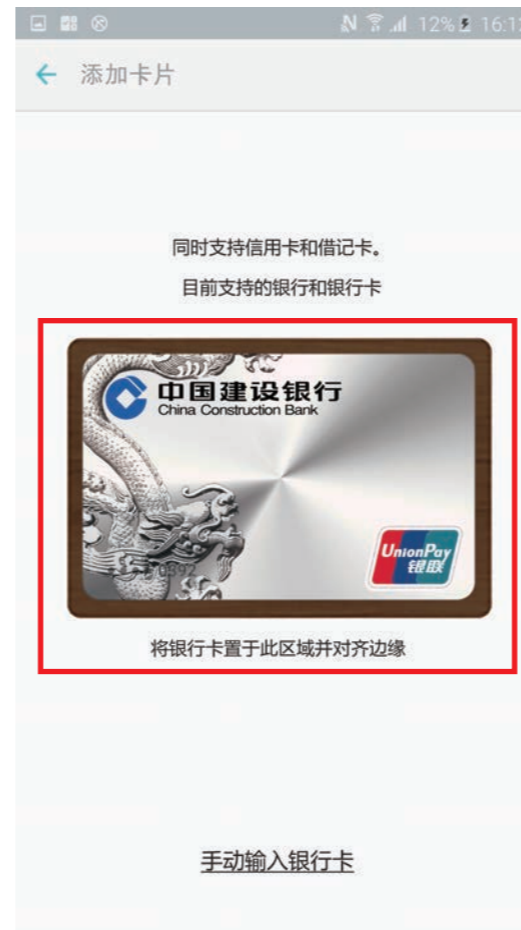 12% 16:12
添加卡片
同时支持信用卡和借记卡。
目前支持的银行和银行卡
中国建设银行
China Construction Bank
UnionPay
银联
将银行卡置于此区域并对齐边缘
手动输入银行卡